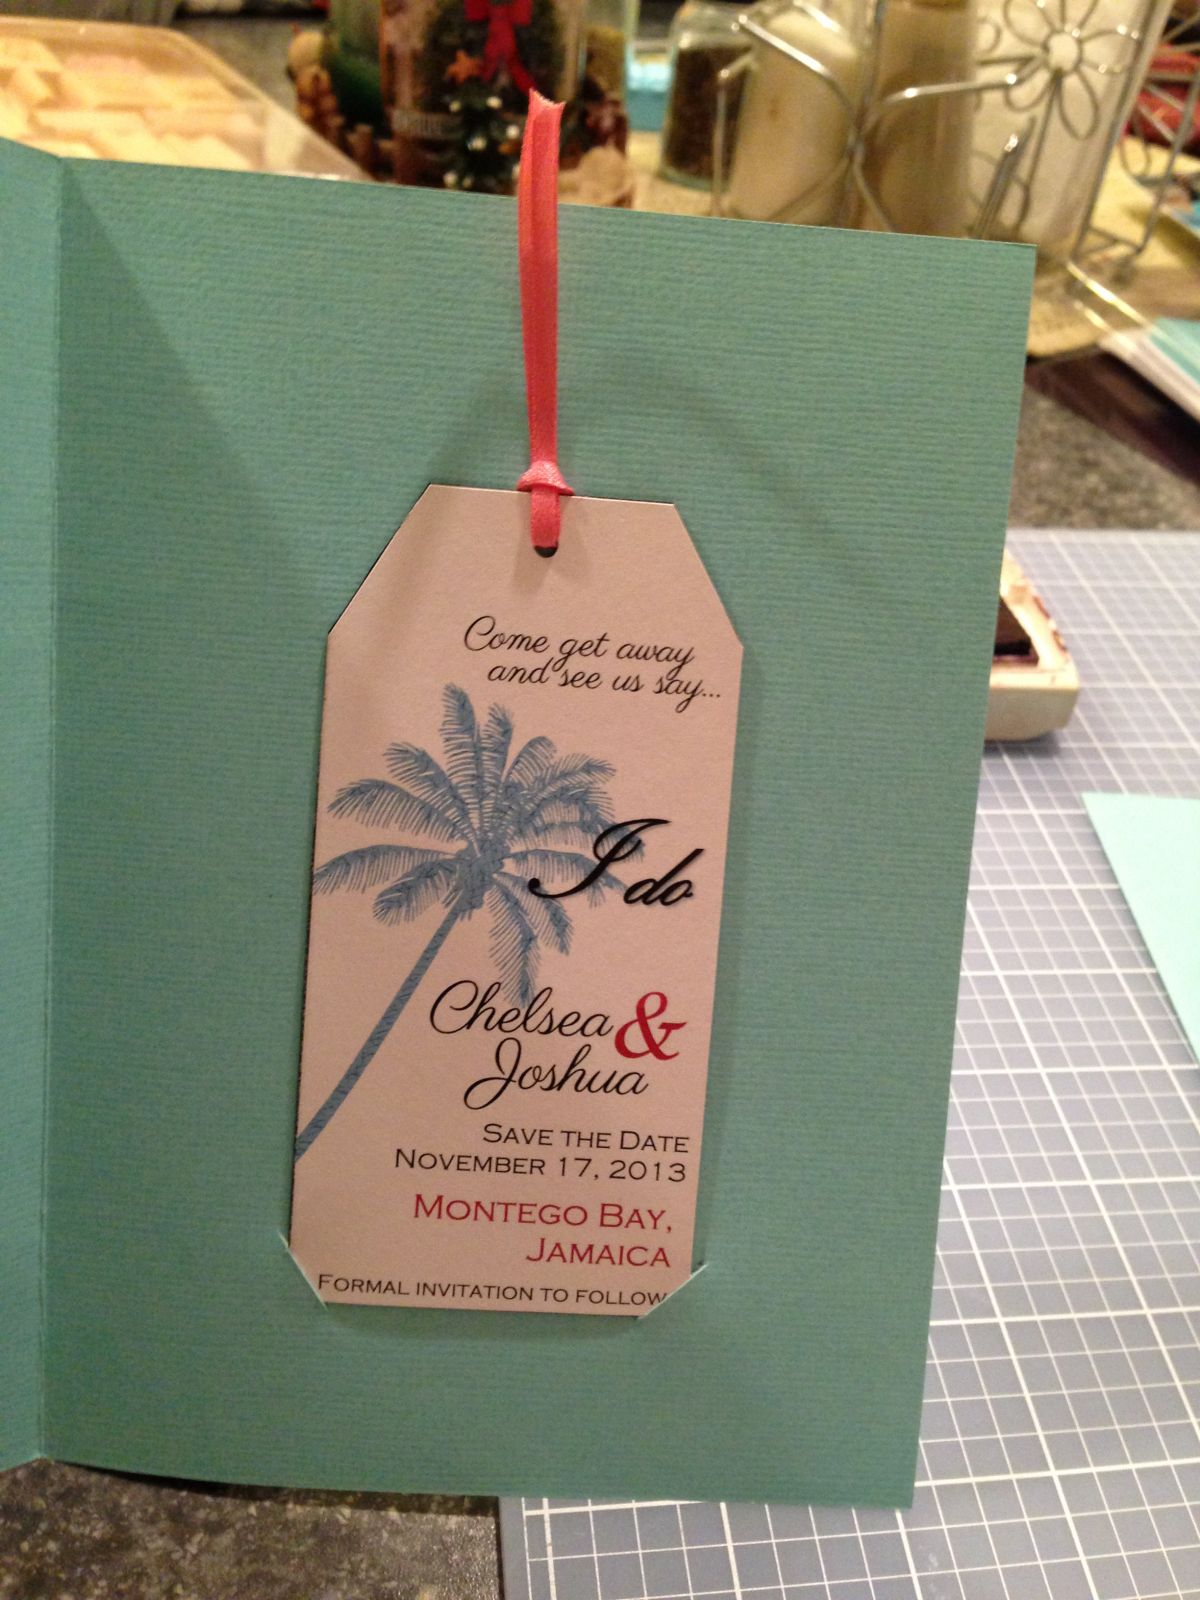 Come get away
and see us say...
I do
Chelsea &
Joshua
SAVE THE DATE
NOVEMBER 17, 2013
MONTEGO BAY,
JAMAICA
FORMAL INVITATION TO FOLLOW